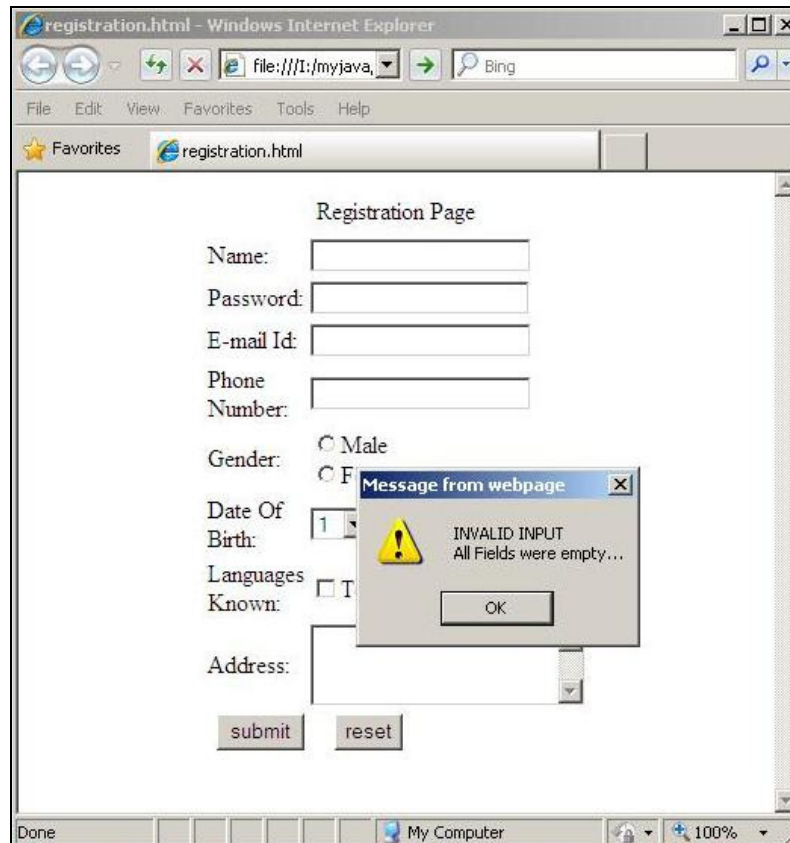 registration.html - Windows Internet Explorer
file:///I:/myjava,
Bing
File Edit View Favorites Tools Help
Favorites
registration.html
Registration Page
Name:
Password:
E-mail Id:
Phone
Number:
Gender:
Male
F
Date Of
Birth:
1
Languages
Known:
T
Address:
submit
reset
Message from webpage
INVALID INPUT
All Fields were empty...
OK
Done
My Computer
100%